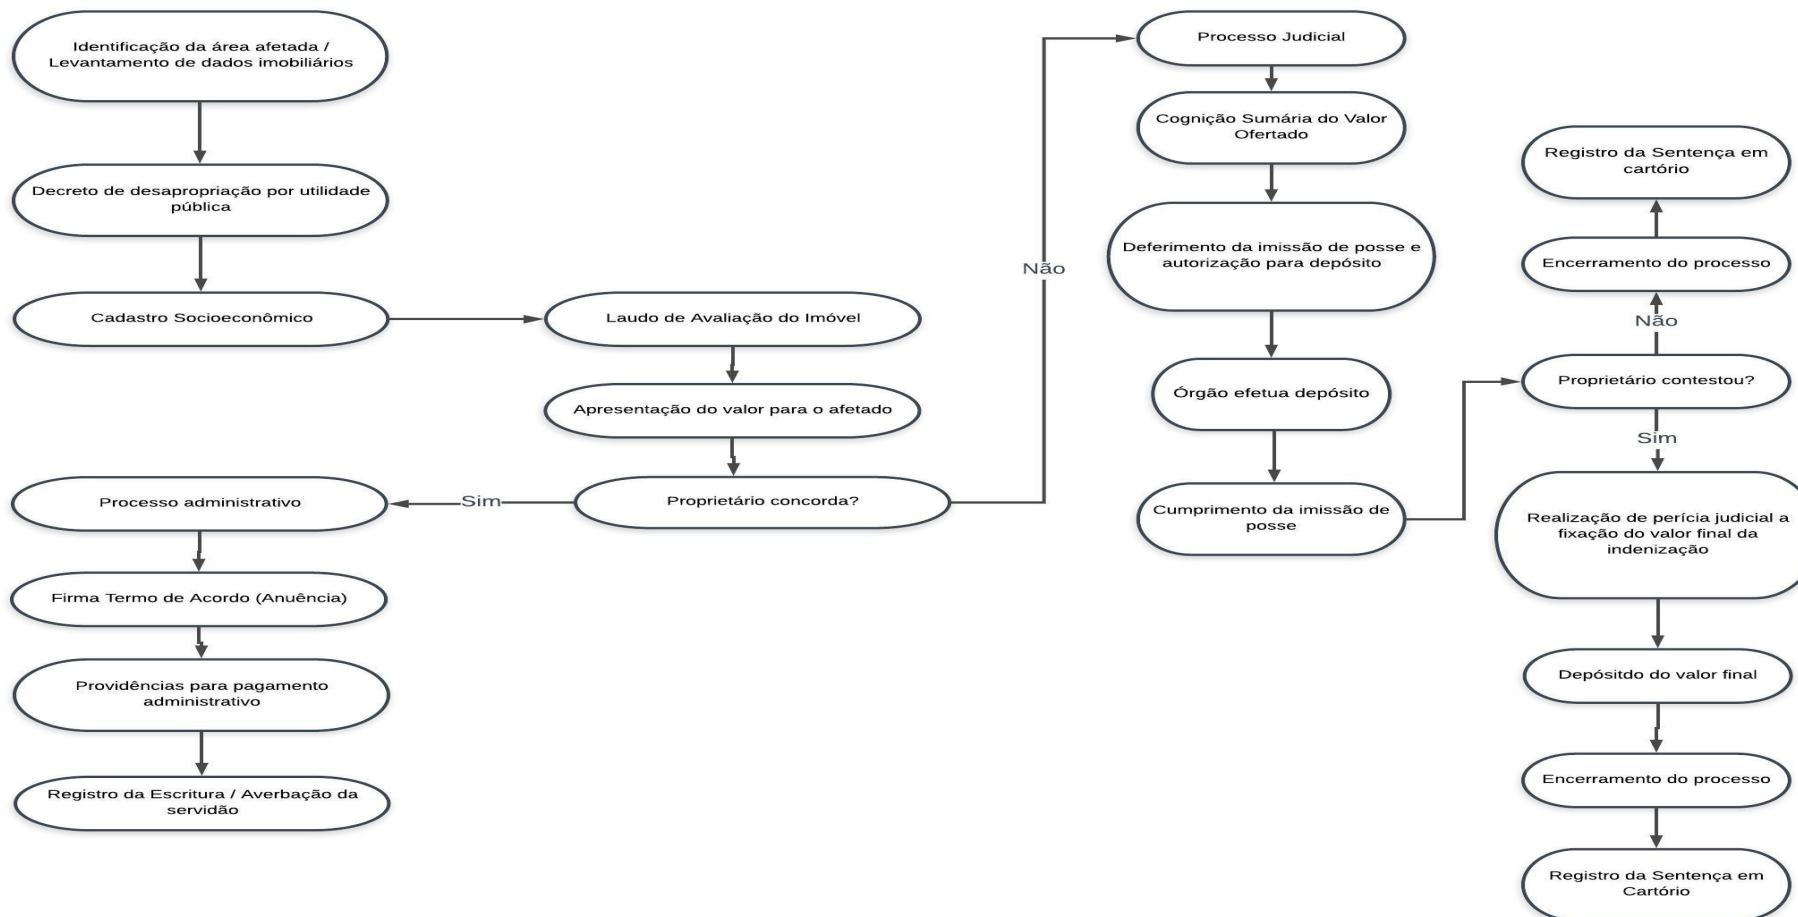 Identificação da área afetada /
Levantamento de dados imobiliários
Decreto de desapropriação por utilidade
pública
Cadastro Socioeconômico
Laudo de Avaliação do Imóvel
Apresentação do valor para o afetado
Proprietário concorda?
Sim
Processo administrativo
Firma Termo de Acordo (Anuência)
Providências para pagamento
administrativo
Registro da Escritura / Averbação da
servidão
Não
Processo Judicial
Cognição Sumária do Valor
Ofertado
Deferimento da imissão de posse e
autorização para depósito
Órgão efetua depósito
Cumprimento da imissão de
posse
Proprietário contestou?
Não
Encerramento do processo
Registro da Sentença em
cartório
Sim
Realização de perícia judicial a
fixação do valor final da
indenização
Depósitdo do valor final
Encerramento do processo
Registro da Sentença em
Cartório